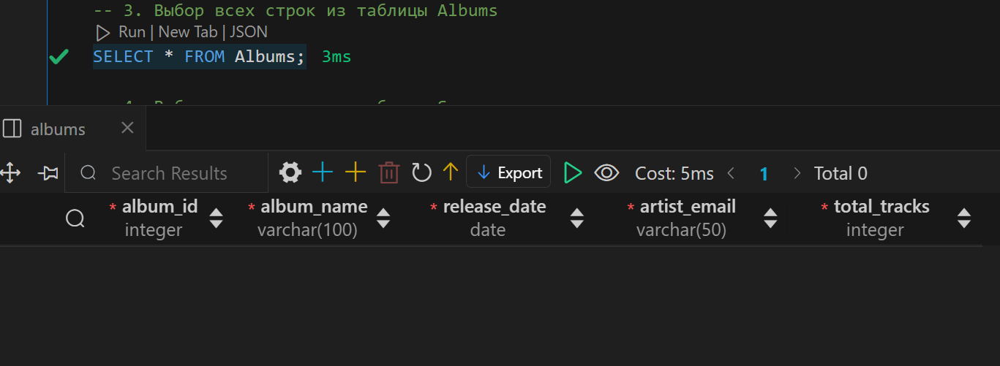 -- 3. Выбор всех строк из таблицы Albums
Run | New Tab | JSON
SELECT * FROM Albums; 3ms
albums
Search Results
Export
Cost: 5ms
1
Total 0
* album_id
integer
* album_name
varchar(100)
* release_date
date
* artist_email
varchar(50)
* total_tracks
integer